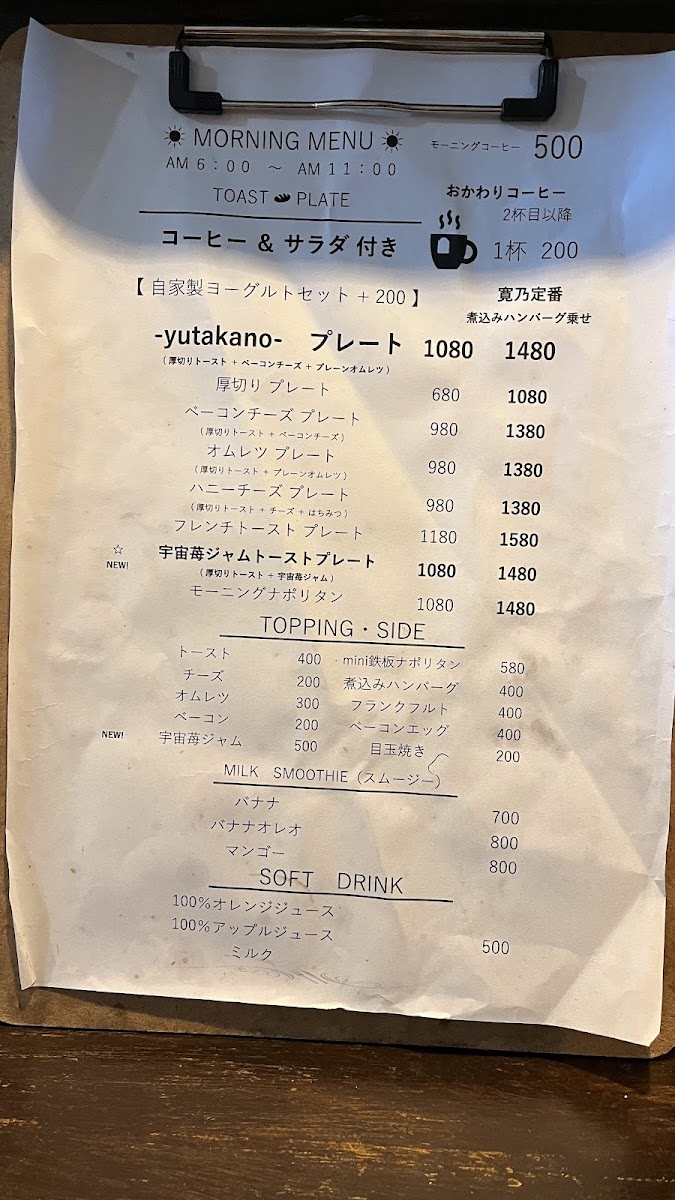 MORNING MENU
モーニングコーヒー 500
AM 6:00 ～ AM 11:00
TOAST PLATE
おかわりコーヒー
2杯目以降
コーヒー & サラダ 付き
1杯 200
【 自家製ヨーグルトセット + 200 】
寛乃定番
煮込みハンバーグ乗せ
-yutakano- プレート 1080 1480
( 厚切りトースト + ベーコンチーズ + プレーンオムレツ )
厚切り プレート 680 1080
ベーコンチーズ プレート 980 1380
( 厚切りトースト + ベーコンチーズ )
オムレツ プレート 980 1380
( 厚切りトースト + プレーンオムレツ )
ハニーチーズ プレート 980 1380
( 厚切りトースト + チーズ + はちみつ )
フレンチトースト プレート 1180 1580
☆ NEW! 宇宙苺ジャムトーストプレート 1080 1480
( 厚切りトースト + 宇宙苺ジャム )
モーニングナポリタン 1080 1480
TOPPING・SIDE
トースト 400 ・mini鉄板ナポリタン 580
チーズ 200 煮込みハンバーグ 400
オムレツ 300 フランクフルト 400
ベーコン 200 ベーコンエッグ 400
NEW! 宇宙苺ジャム 500 目玉焼き 200
MILK SMOOTHIE（スムージー）
バナナ 700
バナナオレオ 800
マンゴー 800
SOFT DRINK
100%オレンジジュース
100%アップルジュース 500
ミルク